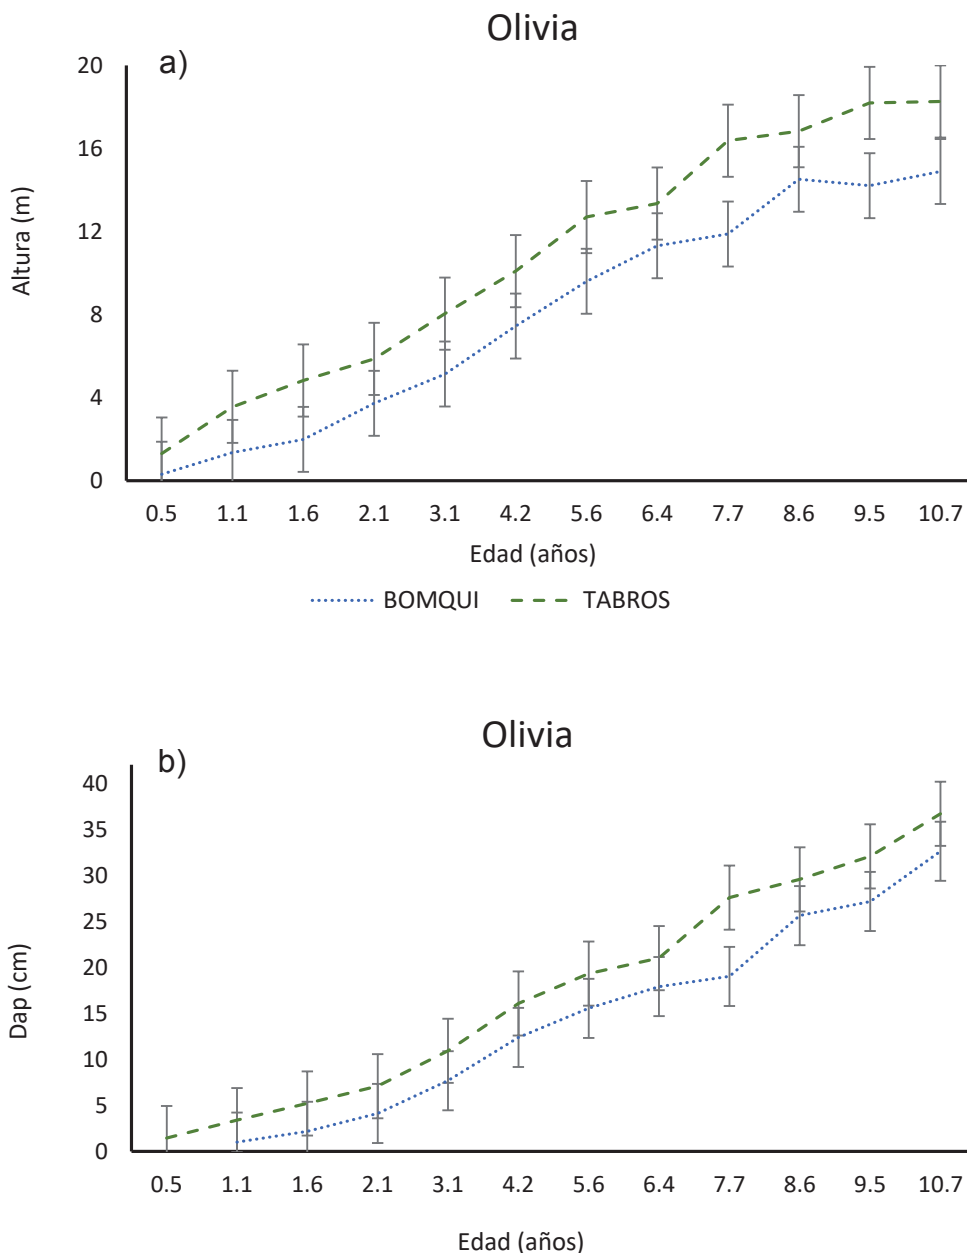 Olivia
a)
20
16
12
8
4
0
Altura (m)
0.5 1.1 1.6 2.1 3.1 4.2 5.6 6.4 7.7 8.6 9.5 10.7
Edad (años)
BOMQUI TABROS
Olivia
b)
40
35
30
25
20
15
10
5
0
Dap (cm)
0.5 1.1 1.6 2.1 3.1 4.2 5.6 6.4 7.7 8.6 9.5 10.7
Edad (años)